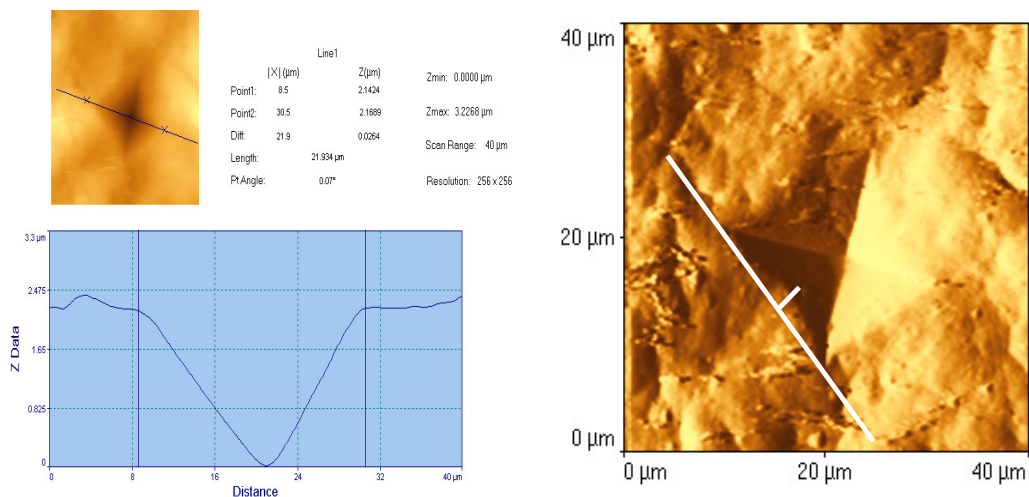 Line1
|X| (µm) Z(µm)
Point1: 8.5 2.1424
Point2: 30.5 2.1689
Diff: 21.9 0.0264
Length: 21.934 µm
Pt Angle: 0.07°
Zmin: 0.0000 µm
Zmax: 3.2268 µm
Scan Range: 40 µm
Resolution: 256 x 256
Z Data
3.3 µm
2.475
1.65
0.825
0
0 8 16 24 32 40 µm
Distance
40 µm
20 µm
0 µm
0 µm 20 µm 40 µm